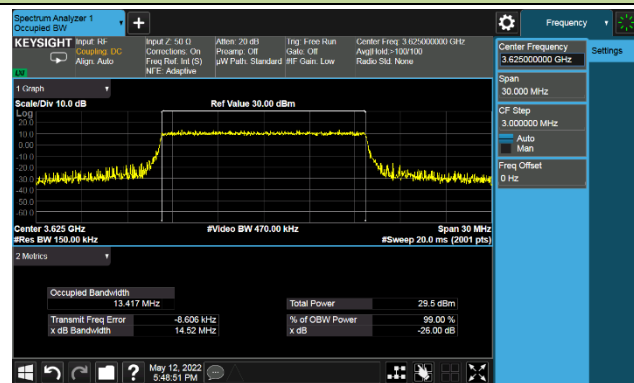 Spectrum Analyzer 1
Occupied BW
Frequency
KEYSIGHT
Input: RF
Coupling: DC
Align: Auto
Input Z: 50 Ω
Corrections: On
Freq Ref: Int (S)
NFE: Adaptive
Atten: 20 dB
Preamp: Off
µW Path: Standard
Trig: Free Run
Gate: Off
#IF Gain: Low
Center Freq: 3.625000000 GHz
Avg|Hold:>100/100
Radio Std: None
LW
1 Graph
Scale/Div 10.0 dB
Ref Value 30.00 dBm
Log
20.0
10.0
0.00
-10.0
-20.0
-30.0
-40.0
-50.0
-60.0
Center 3.625 GHz
#Video BW 470.00 kHz
Span 30 MHz
#Res BW 150.00 kHz
#Sweep 20.0 ms (2001 pts)
2 Metrics
Occupied Bandwidth
13.417 MHz
Total Power 29.5 dBm
Transmit Freq Error -8.606 kHz
% of OBW Power 99.00 %
x dB Bandwidth 14.52 MHz
x dB -26.00 dB
Center Frequency
3.625000000 GHz
Settings
Span
30.000 MHz
CF Step
3.000000 MHz
Auto
Man
Freq Offset
0 Hz
?
May 12, 2022
5:48:51 PM